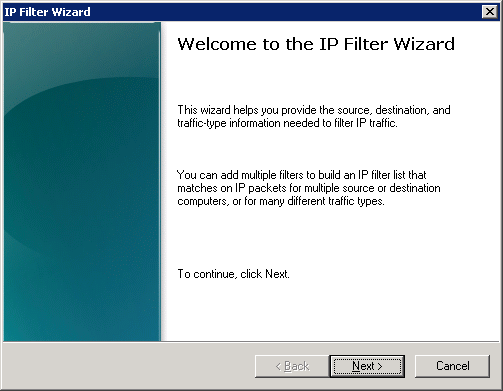 IP Filter Wizard
Welcome to the IP Filter Wizard
This wizard helps you provide the source, destination, and
traffic-type information needed to filter IP traffic.
You can add multiple filters to build an IP filter list that
matches on IP packets for multiple source or destination
computers, or for many different traffic types.
To continue, click Next.
< Back
Next >
Cancel